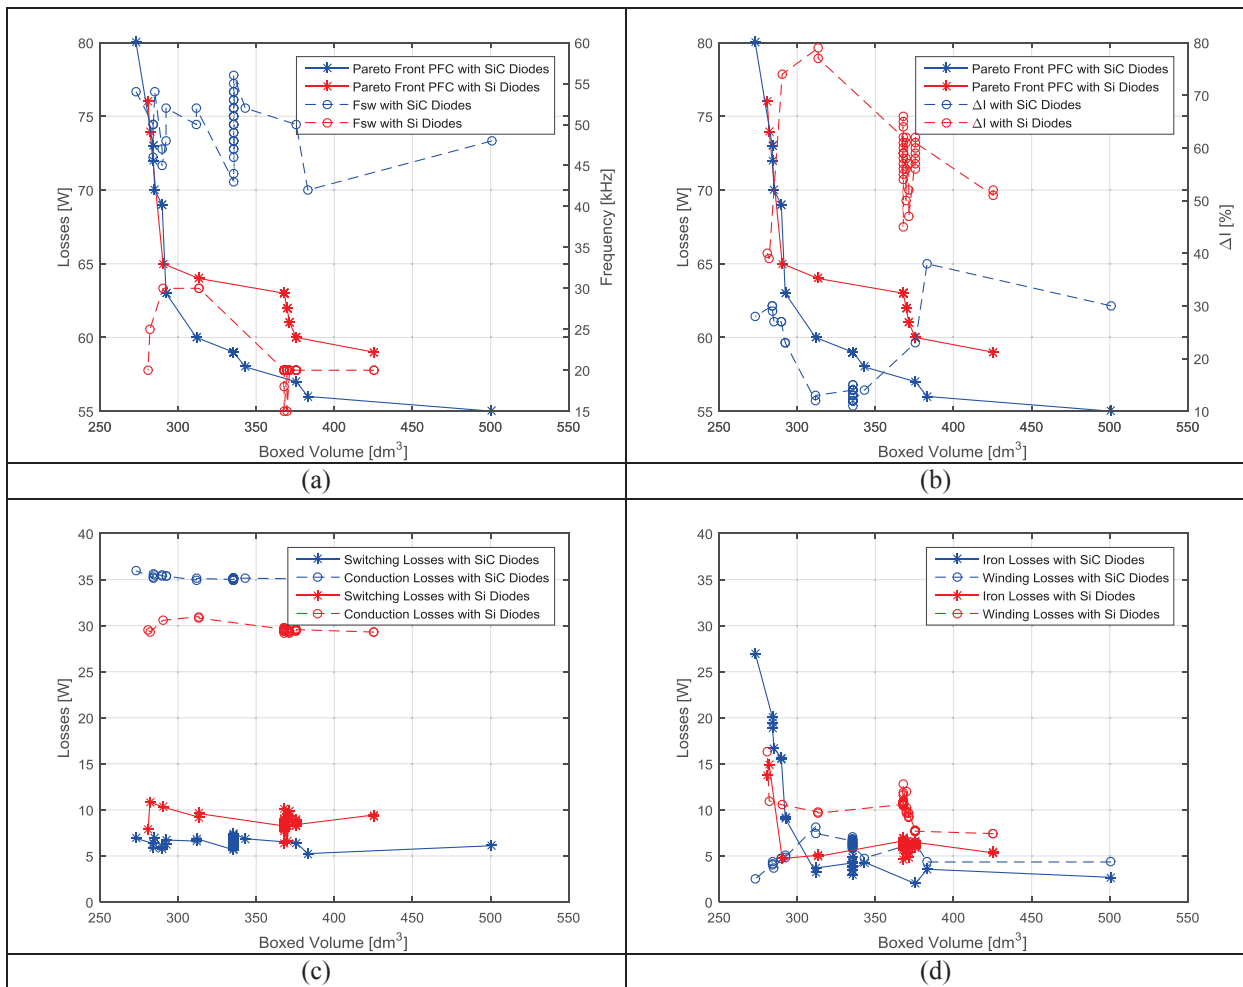 80
75
70
65
60
55
Losses [W]
60
55
50
45
40
35
30
25
20
15
Frequency [kHz]
250 300 350 400 450 500 550
Boxed Volume [dm³]
Pareto Front PFC with SiC Diodes
Pareto Front PFC with Si Diodes
Fsw with SiC Diodes
Fsw with Si Diodes
(a)
80
75
70
65
60
55
Losses [W]
80
70
60
50
40
30
20
10
ΔI [%]
250 300 350 400 450 500 550
Boxed Volume [dm³]
Pareto Front PFC with SiC Diodes
Pareto Front PFC with Si Diodes
ΔI with SiC Diodes
ΔI with Si Diodes
(b)
40
35
30
25
20
15
10
5
0
Losses [W]
250 300 350 400 450 500 550
Boxed Volume [dm³]
Switching Losses with SiC Diodes
Conduction Losses with SiC Diodes
Switching Losses with Si Diodes
Conduction Losses with Si Diodes
(c)
40
35
30
25
20
15
10
5
0
Losses [W]
250 300 350 400 450 500 550
Boxed Volume [dm³]
Iron Losses with SiC Diodes
Winding Losses with SiC Diodes
Iron Losses with Si Diodes
Winding Losses with Si Diodes
(d)